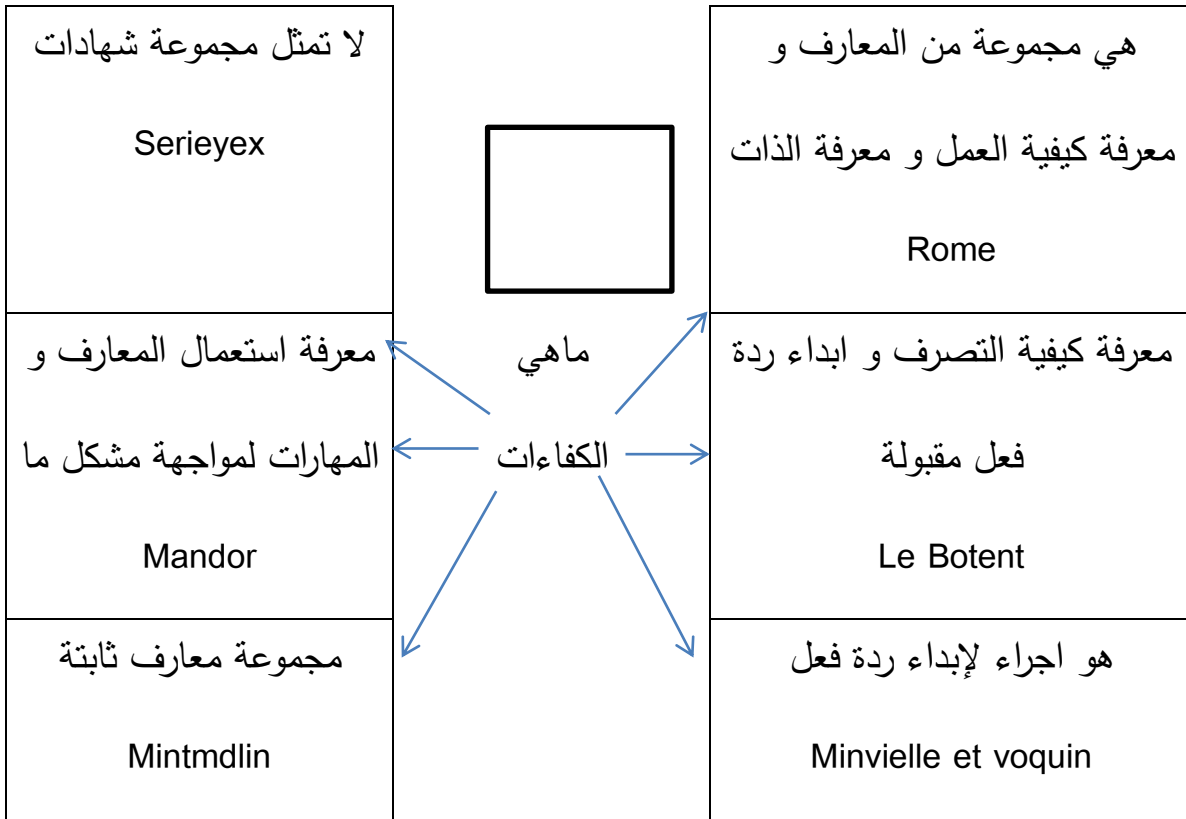 هي مجموعة من المعارف و
معرفة كيفية العمل و معرفة الذات
Rome
لا تمثل مجموعة شهادات
Serieyex
معرفة كيفية التصرف و ابداء ردة
فعل مقبولة
Le Botent
ماهي
الكفاءات
معرفة استعمال المعارف و
المهارات لمواجهة مشكل ما
Mandor
هو اجراء لإبداء ردة فعل
Minvielle et voquin
مجموعة معارف ثابتة
Mintmdlin